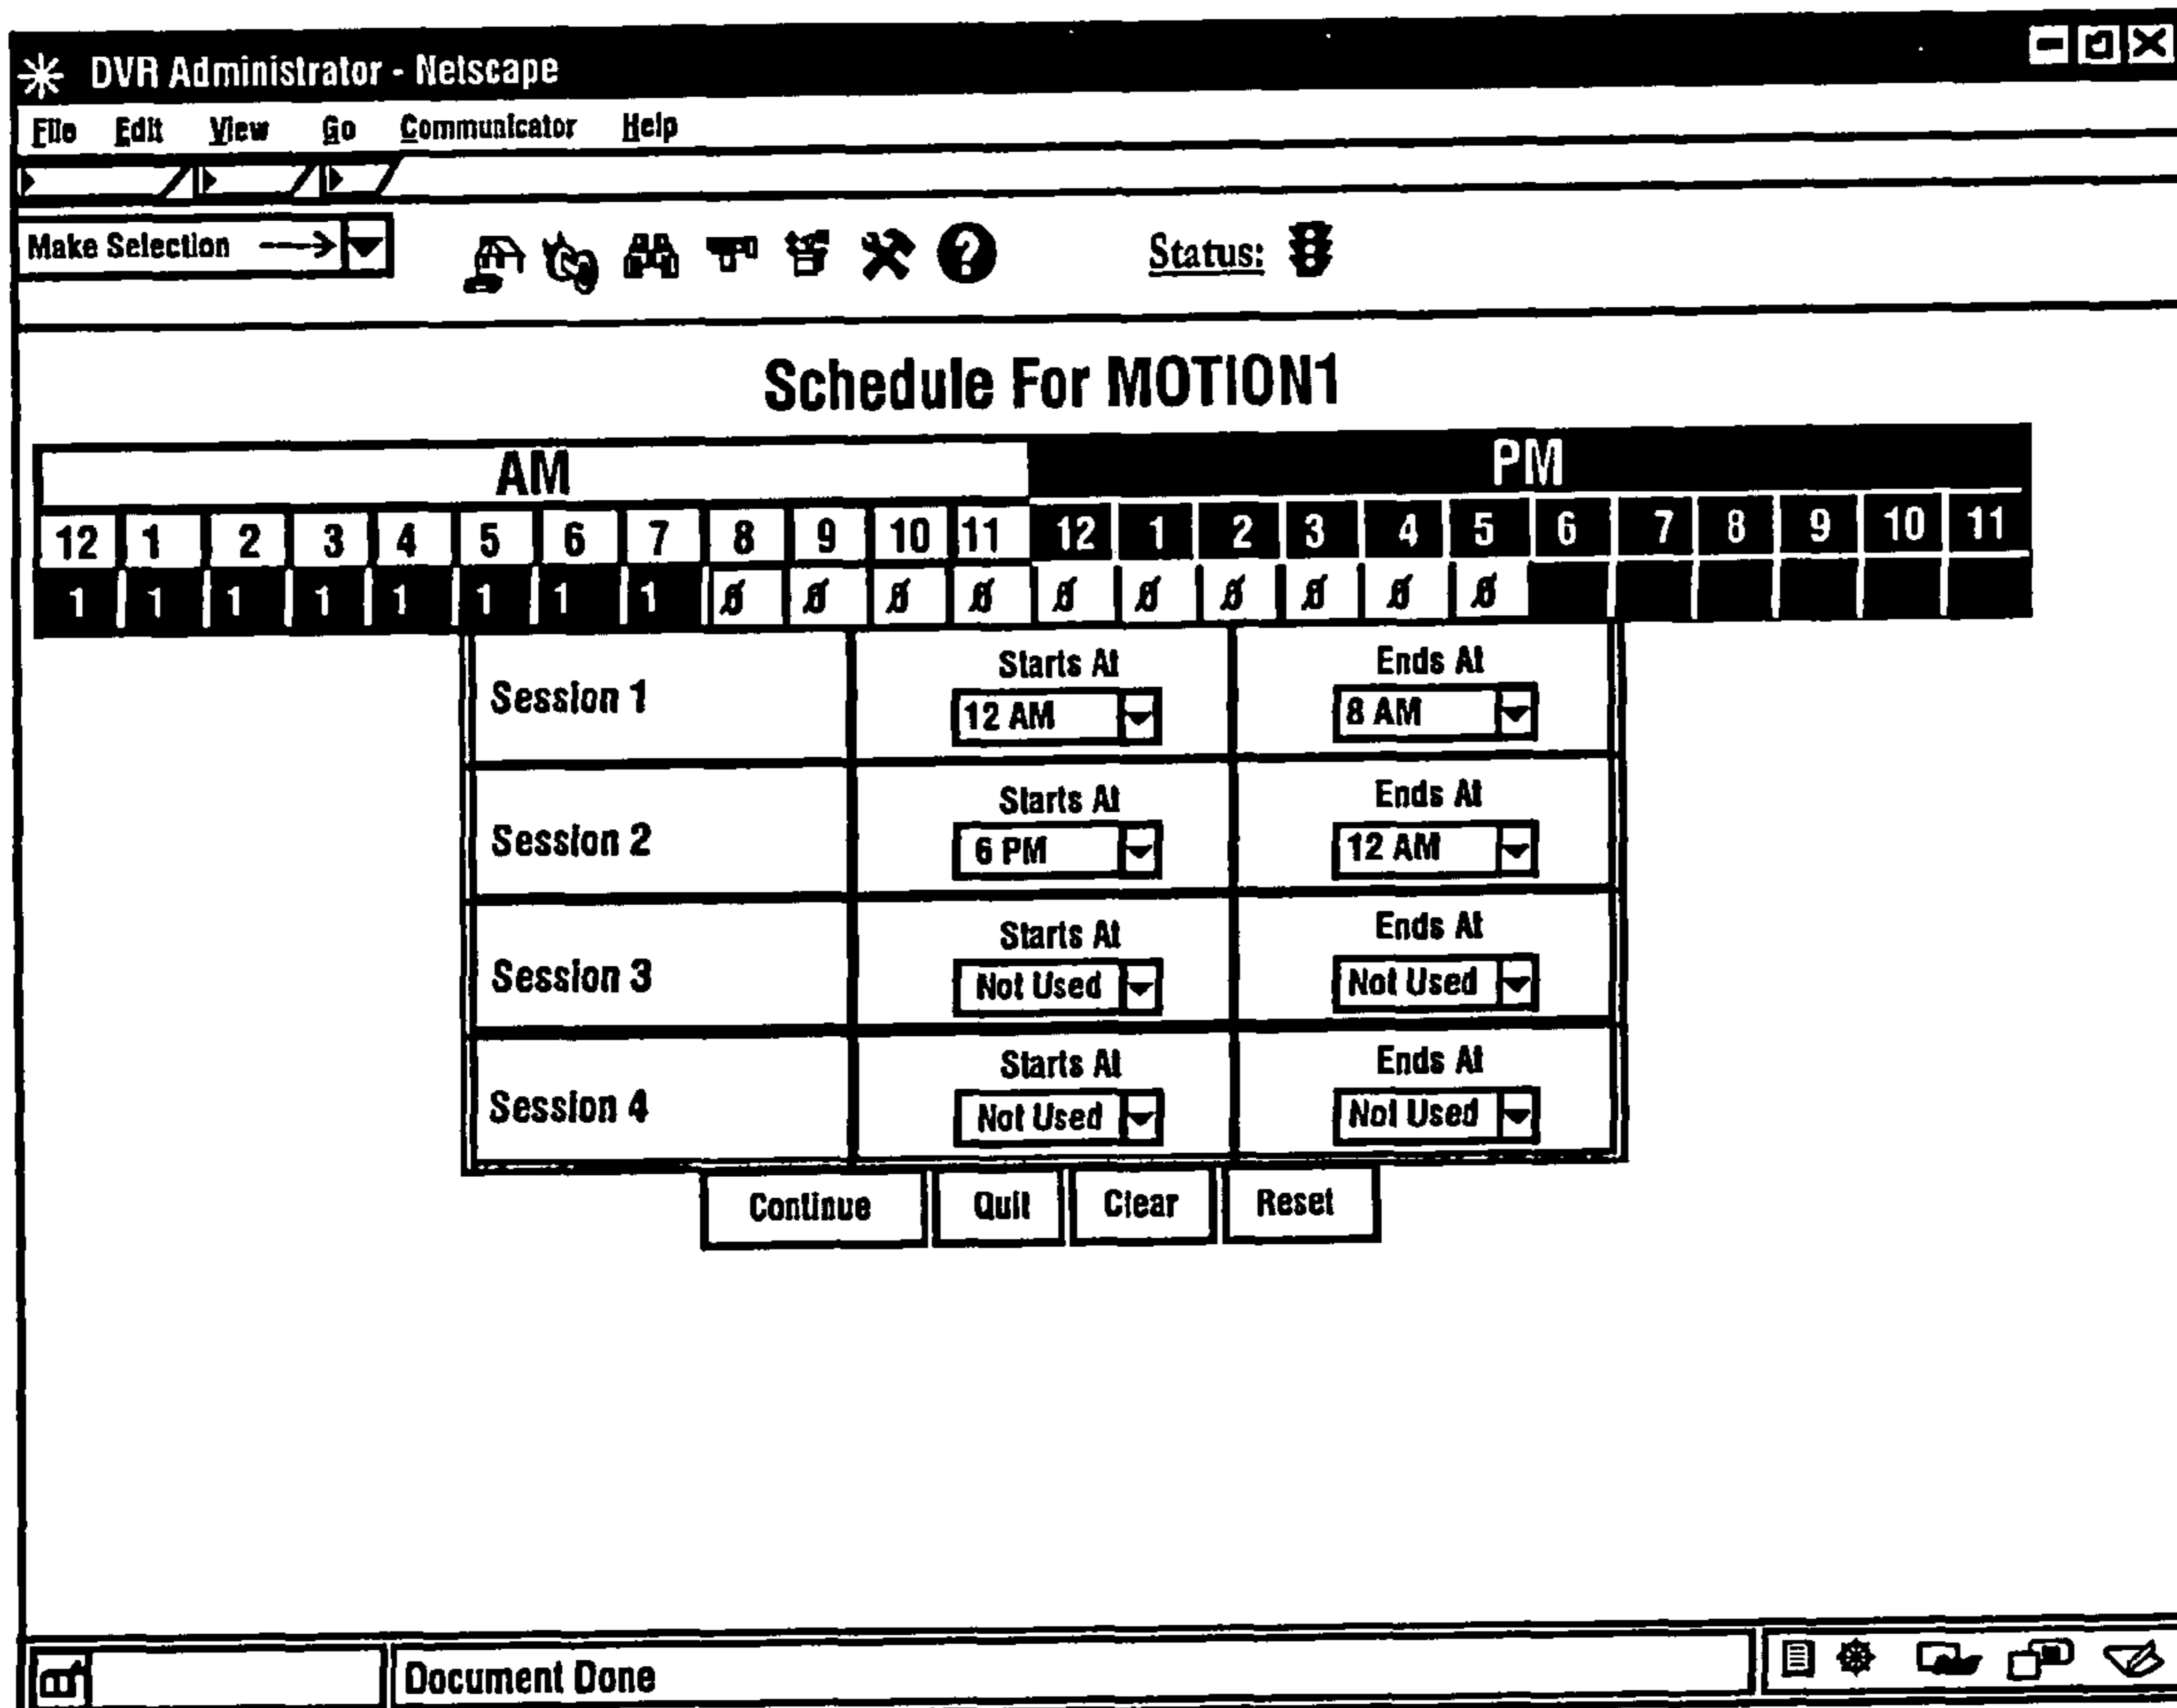 DVR Administrator - Netscape
File Edit View Go Communicator Help
Make Selection Status:
Schedule For MOTION1
AM PM
12 1 2 3 4 5 6 7 8 9 10 11 12 1 2 3 4 5 6 7 8 9 10 11
1 1 1 1 1 1 1 1 Ø Ø Ø Ø Ø Ø Ø Ø Ø Ø
Starts At Ends At
Session 1 12 AM 8 AM
Starts At Ends At
Session 2 6 PM 12 AM
Starts At Ends At
Session 3 Not Used Not Used
Starts At Ends At
Session 4 Not Used Not Used
Continue Quit Clear Reset
Document Done